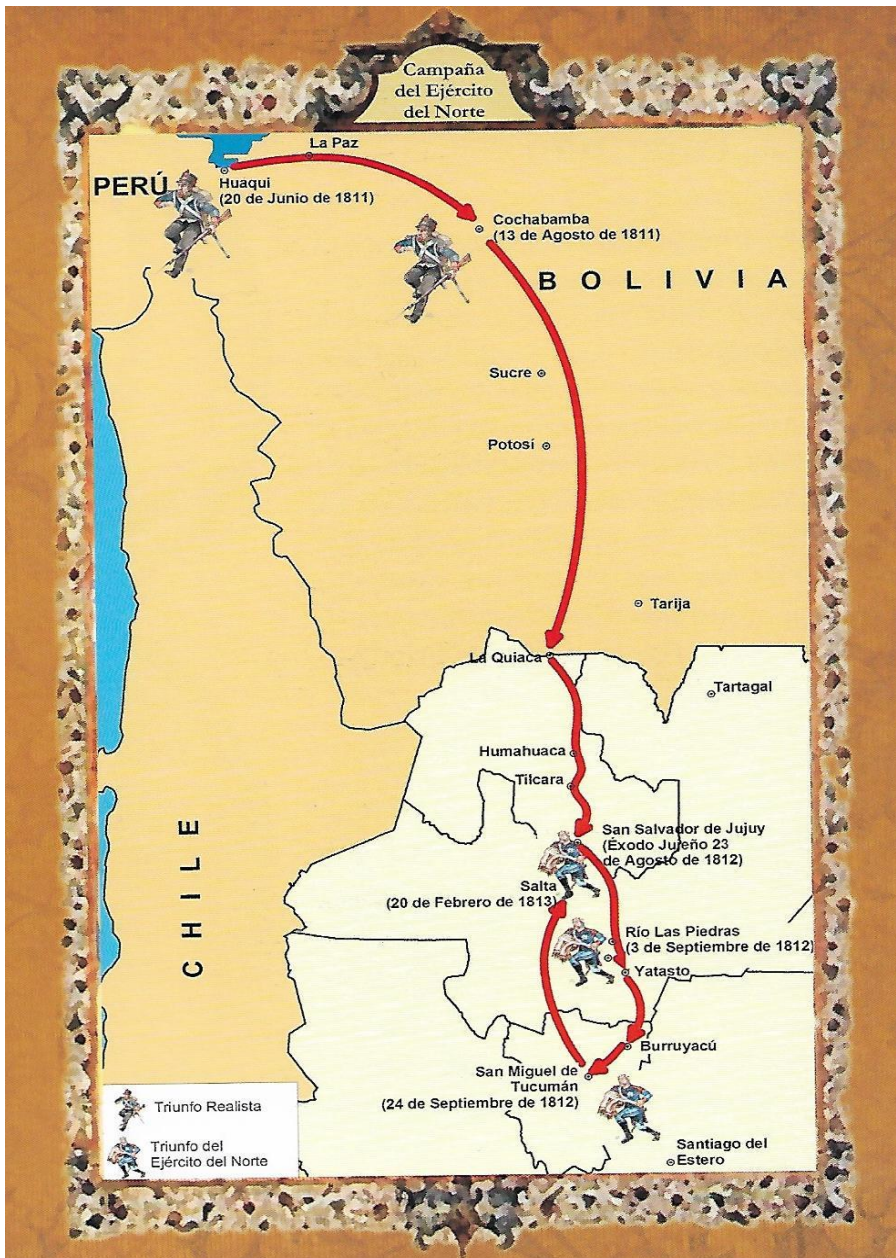 Campaña
del Ejército
del Norte
La Paz
PERÚ
Huaqui
(20 de Junio de 1811)
Cochabamba
(13 de Agosto de 1811)
BOLIVIA
Sucre
Potosí
Tarija
La Quiaca
Tartagal
Humahuaca
Tilcara
CHILE
San Salvador de Jujuy
(Éxodo Jujeño 23
de Agosto de 1812)
Salta
(20 de Febrero de 1813)
Río Las Piedras
(3 de Septiembre de 1812)
Yatasto
Burruyacú
San Miguel de
Tucumán
(24 de Septiembre de 1812)
Santiago del
Estero
Triunfo Realista
Triunfo del
Ejército del Norte